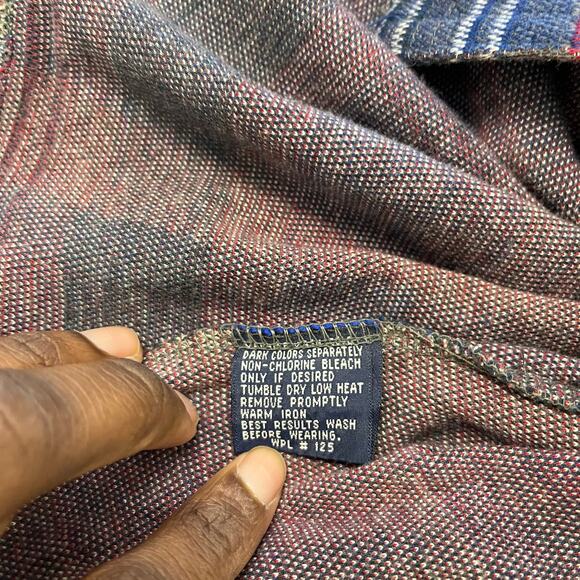 DARK COLORS SEPARATELY
NON-CHLORINE BLEACH
ONLY IF DESIRED
TUMBLE DRY LOW HEAT
REMOVE PROMPTLY
WARM IRON
BEST RESULTS WASH
BEFORE WEARING.
WPL # 125